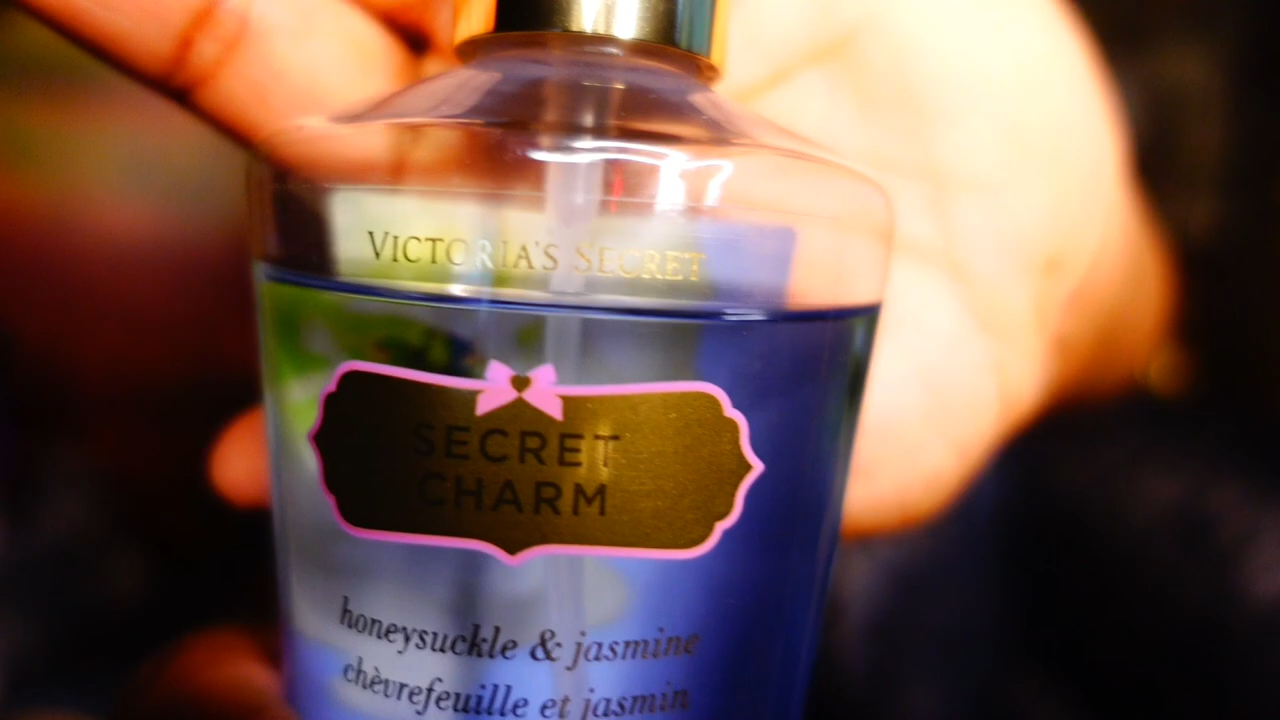 VICTORIA'S SECRET
SECRET
CHARM
honeysuckle & jasmine
chèvrefeuille et jasmin